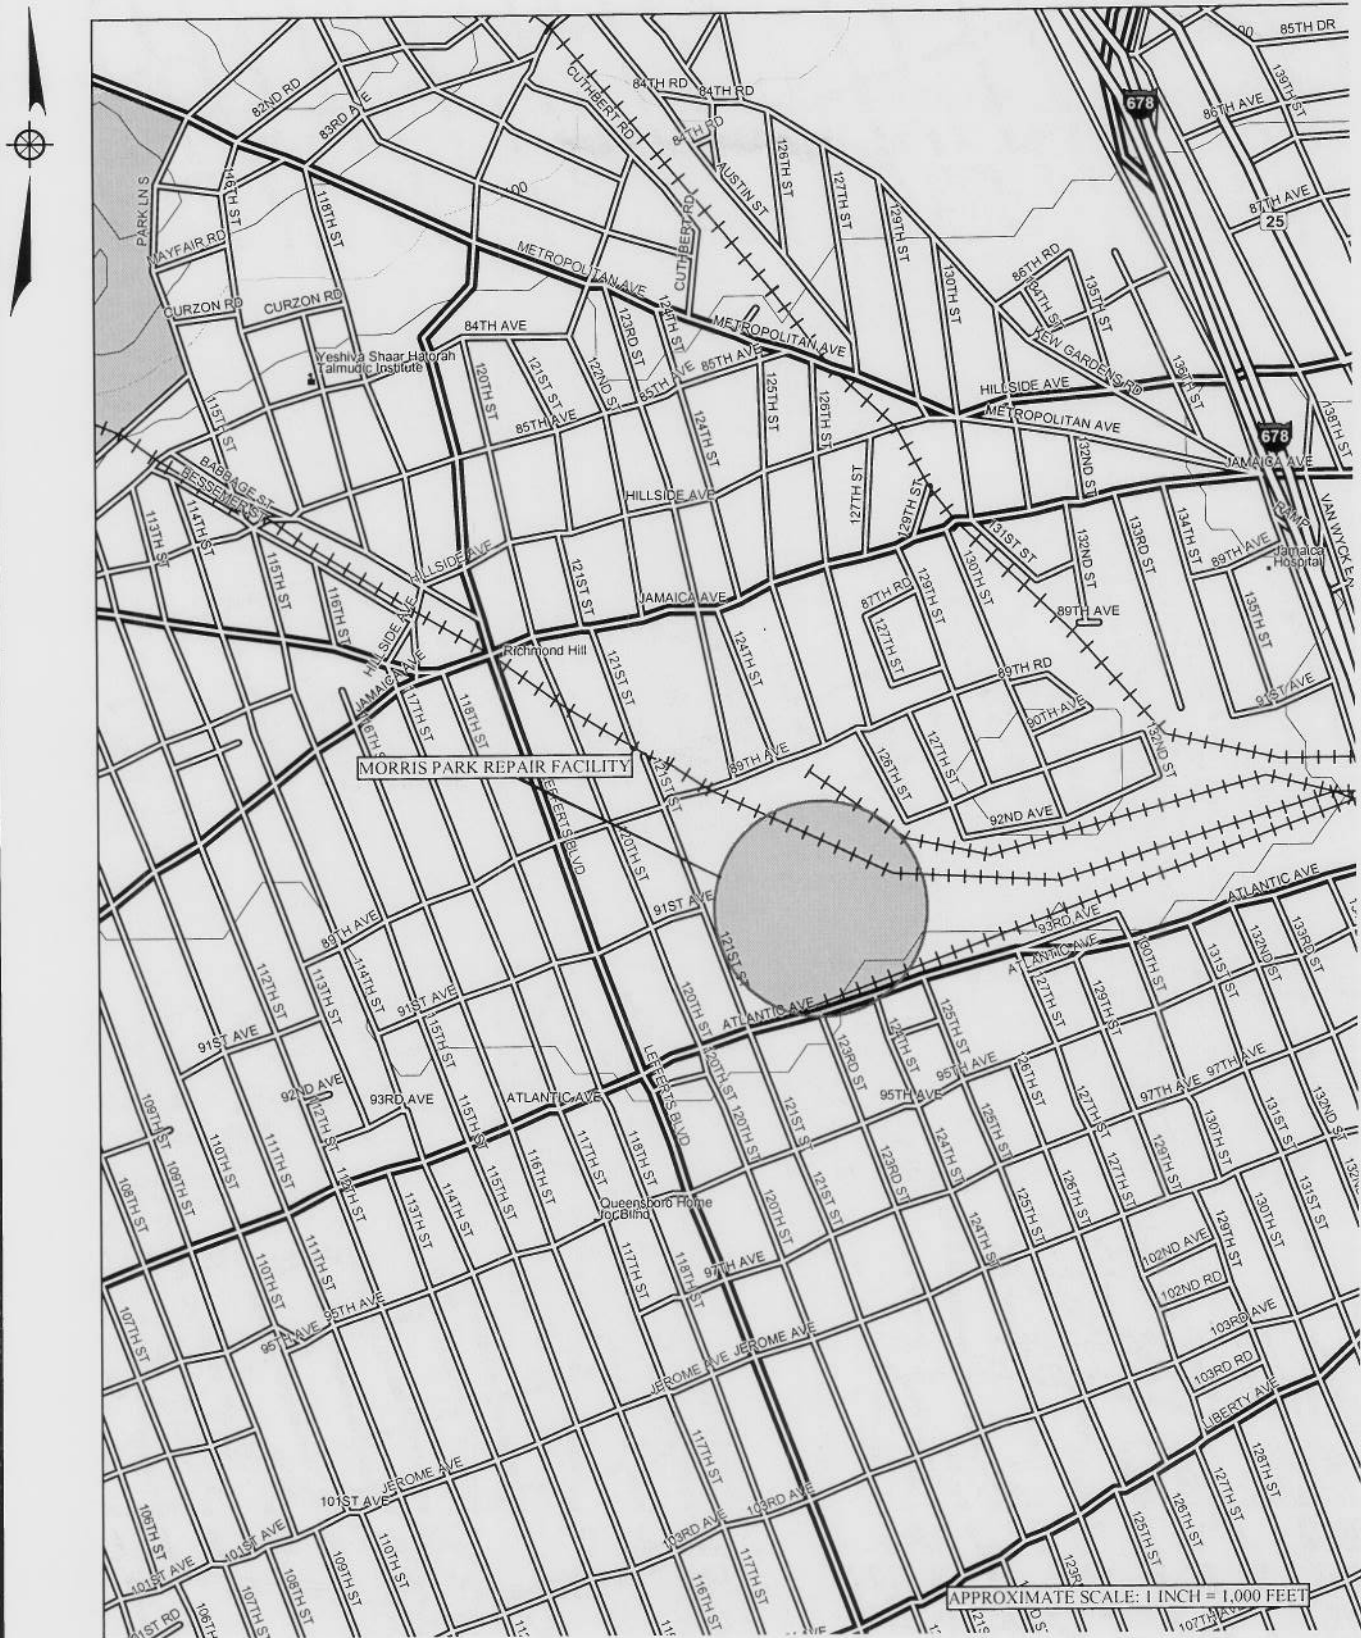 85TH DR
90
82ND RD
83RD AVE
CUTHBERT RD
84TH RD
84TH RD
84TH RD
139TH ST
86TH AVE
678
AUSTIN ST
126TH ST
127TH ST
129TH ST
130TH ST
87TH AVE
25
PARK LN S
116TH ST
118TH ST
100
MAYFAIR RD
METROPOLITAN AVE
CUTHBERT RD
86TH RD
134TH ST
135TH ST
CURZON RD
CURZON RD
84TH AVE
123RD ST
124TH ST
METROPOLITAN AVE
KEW GARDENS RD
Yeshiva Shaar Hatorah
Talmudic Institute
120TH ST
121ST ST
122ND ST
85TH AVE
85TH AVE
85TH AVE
125TH ST
126TH ST
HILLSIDE AVE
136TH ST
METROPOLITAN AVE
138TH ST
115TH ST
124TH ST
678
JAMAICA AVE
132ND ST
BABBAGE ST
BESSEMER ST
HILLSIDE AVE
127TH ST
129TH ST
113TH ST
114TH ST
131ST ST
132ND ST
133RD ST
134TH ST
RAMP
89TH AVE
Jamaica
Hospital
115TH ST
116TH ST
HILLSIDE AVE
HILLSIDE AVE
121ST ST
JAMAICA AVE
87TH RD
129TH ST
130TH ST
89TH AVE
135TH ST
127TH ST
JAMAICA AVE
Richmond Hill
121ST ST
124TH ST
89TH RD
90TH AVE
91ST AVE
116TH ST
117TH ST
118TH ST
MORRIS PARK REPAIR FACILITY
121ST ST
89TH AVE
126TH ST
127TH ST
132ND ST
92ND AVE
LEFFERTS BLVD
120TH ST
91ST AVE
121ST ST
ATLANTIC AVE
93RD AVE
ATLANTIC AVE
89TH AVE
112TH ST
113TH ST
114TH ST
91ST AVE
91ST AVE
115TH ST
120TH ST
ATLANTIC AVE
127TH ST
129TH ST
130TH ST
131ST ST
132ND ST
133RD ST
LEFFERTS BLVD
120TH ST
123RD ST
124TH ST
125TH ST
95TH AVE
95TH AVE
126TH ST
97TH AVE
97TH AVE
92ND AVE
112TH ST
93RD AVE
ATLANTIC AVE
109TH ST
110TH ST
111TH ST
115TH ST
117TH ST
118TH ST
120TH ST
121ST ST
125TH ST
127TH ST
130TH ST
131ST ST
132ND ST
108TH ST
109TH ST
112TH ST
113TH ST
114TH ST
115TH ST
116TH ST
Queensboro Home
for Blind
120TH ST
121ST ST
123RD ST
124TH ST
125TH ST
126TH ST
127TH ST
129TH ST
130TH ST
131ST ST
110TH ST
111TH ST
117TH ST
118TH ST
97TH AVE
124TH ST
102ND AVE
129TH ST
102ND RD
107TH ST
95TH AVE
95TH AVE
JEROME AVE
JEROME AVE
103RD AVE
103RD RD
LIBERTY AVE
117TH ST
JEROME AVE
101ST AVE
103RD AVE
103RD AVE
127TH ST
128TH ST
106TH ST
101ST AVE
101ST AVE
109TH ST
110TH ST
125TH ST
126TH ST
106TH
107TH ST
108TH ST
116TH ST
117TH ST
APPROXIMATE SCALE: 1 INCH = 1,000 FEET